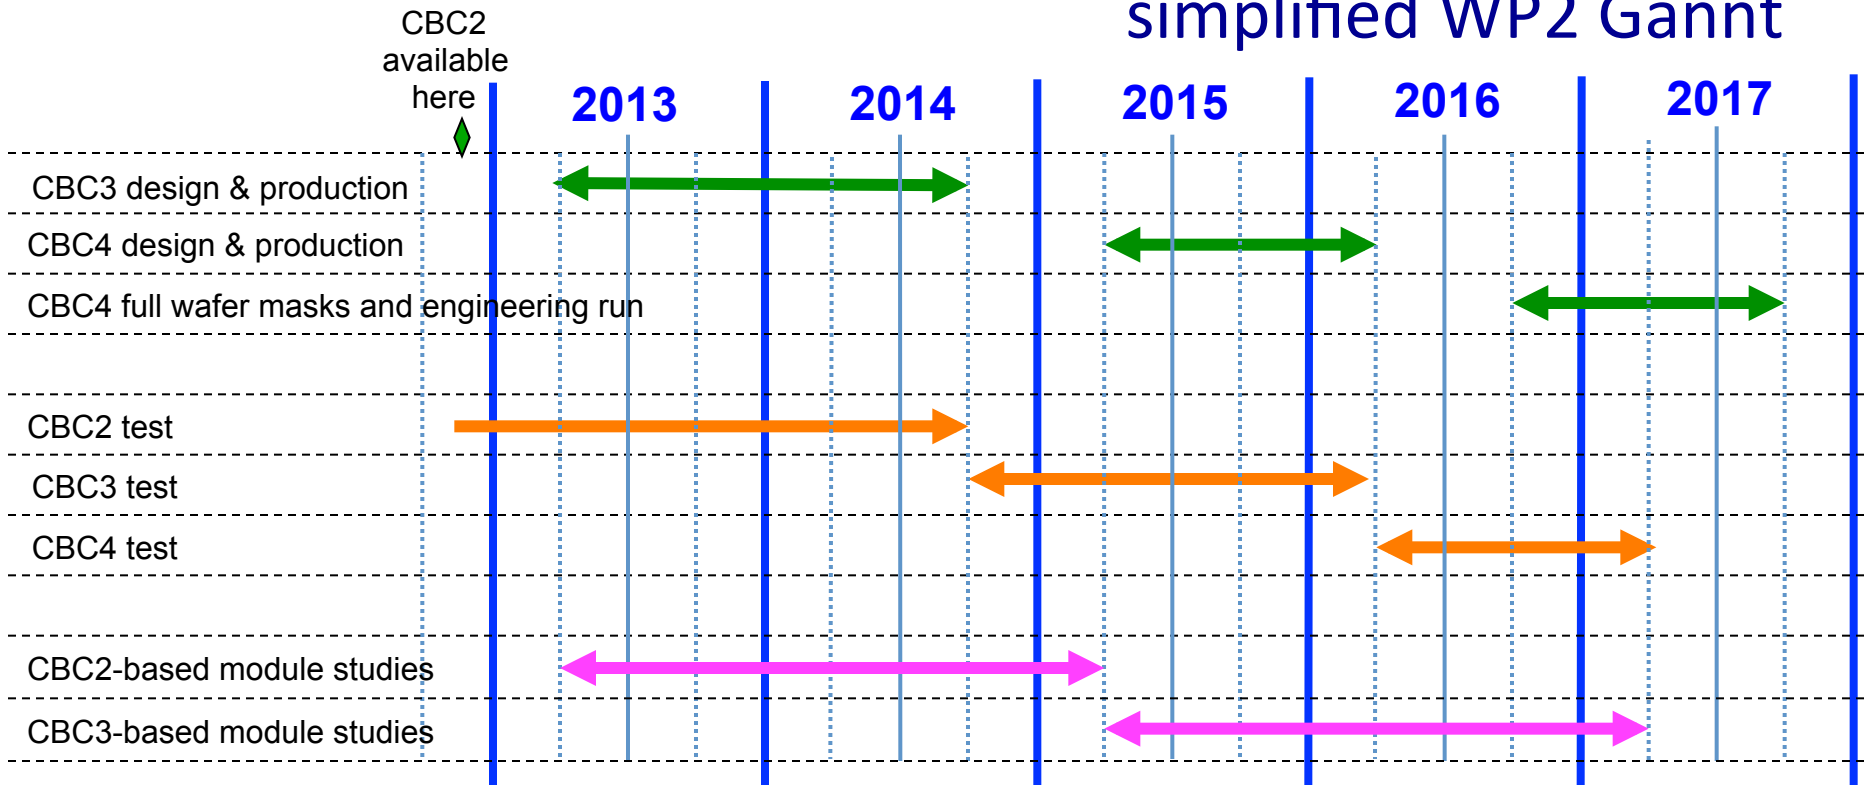 simplified WP2 Gannt
CBC2
available
here
2013 2014 2015 2016 2017
CBC3 design & production
CBC4 design & production
CBC4 full wafer masks and engineering run
CBC2 test
CBC3 test
CBC4 test
CBC2-based module studies
CBC3-based module studies